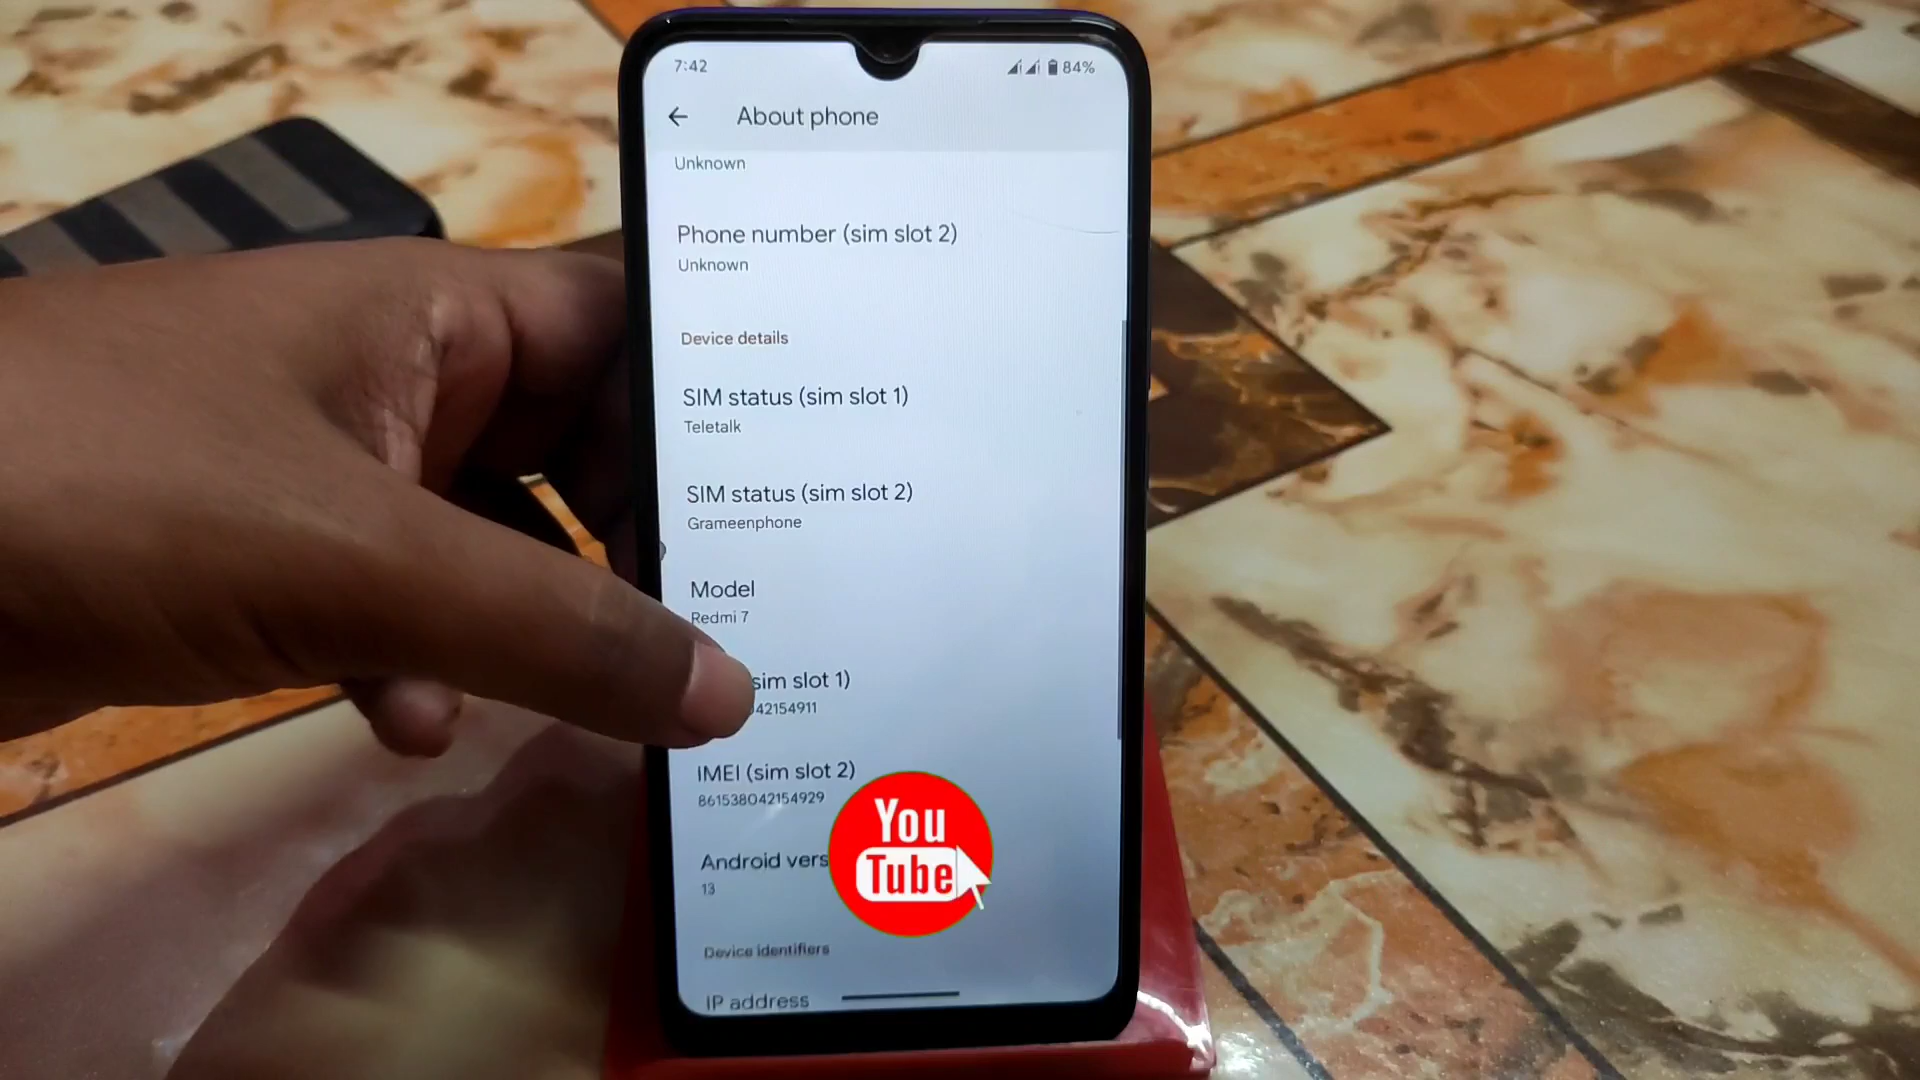 7:42 84%
About phone
Unknown
Phone number (sim slot 2)
Unknown
Device details
SIM status (sim slot 1)
Teletalk
SIM status (sim slot 2)
Grameenphone
Model
Redmi 7
sim slot 1)
42154911
IMEI (sim slot 2)
861538042154929
Android vers
13
You
Tube
Device identifiers
IP address